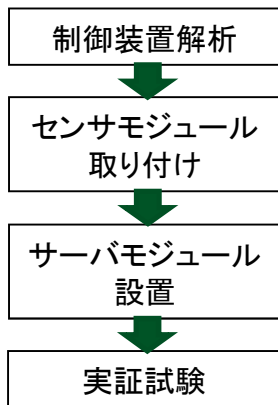 制御装置解析
センサモジュール
取り付け
サーバモジュール
設置
実証試験